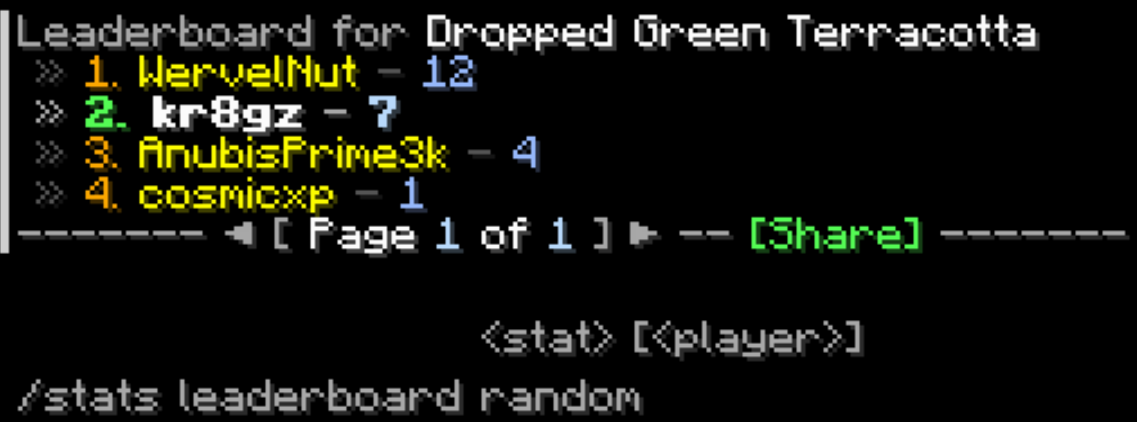 Leaderboard for Dropped Green Terracotta
» 1. WervelNut – 12
» 2. kr8gz – 7
» 3. AnubisPrime3k – 4
» 4. cosmicxp – 1
------- ◄ [ Page 1 of 1 ] ► -- [Share] -------
<stat> [<player>]
/stats leaderboard random